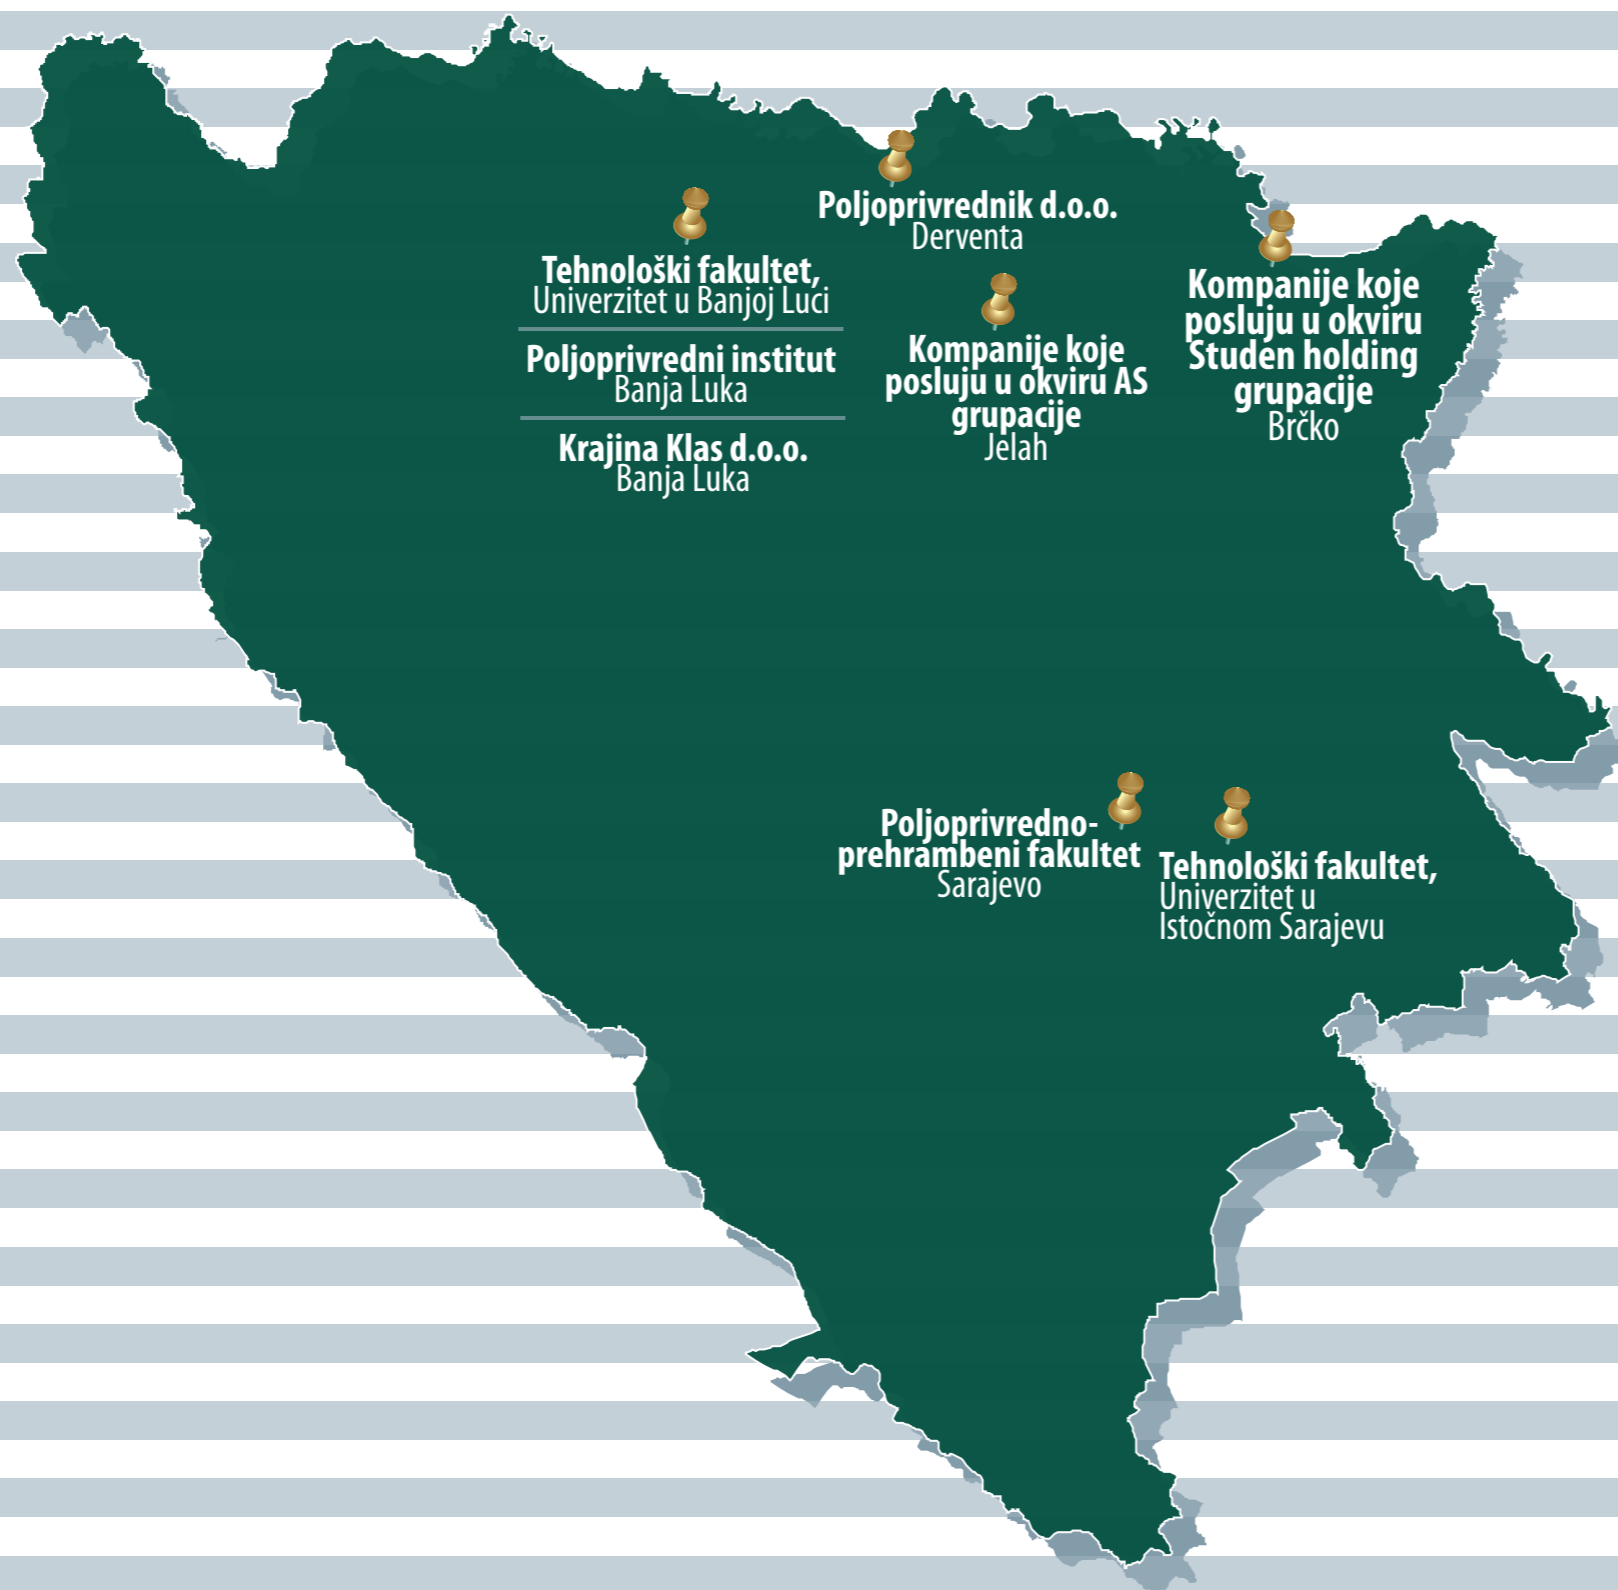 Poljoprivrednik d.o.o.
Derventa
Tehnološki fakultet,
Univerzitet u Banjoj Luci
Poljoprivredni institut
Banja Luka
Krajina Klas d.o.o.
Banja Luka
Kompanije koje
posluju u okviru AS
grupacije
Jelah
Kompanije koje
posluju u okviru
Studen holding
grupacije
Brčko
Poljoprivredno-
prehrambeni fakultet
Sarajevo
Tehnološki fakultet,
Univerzitet u
Istočnom Sarajevu